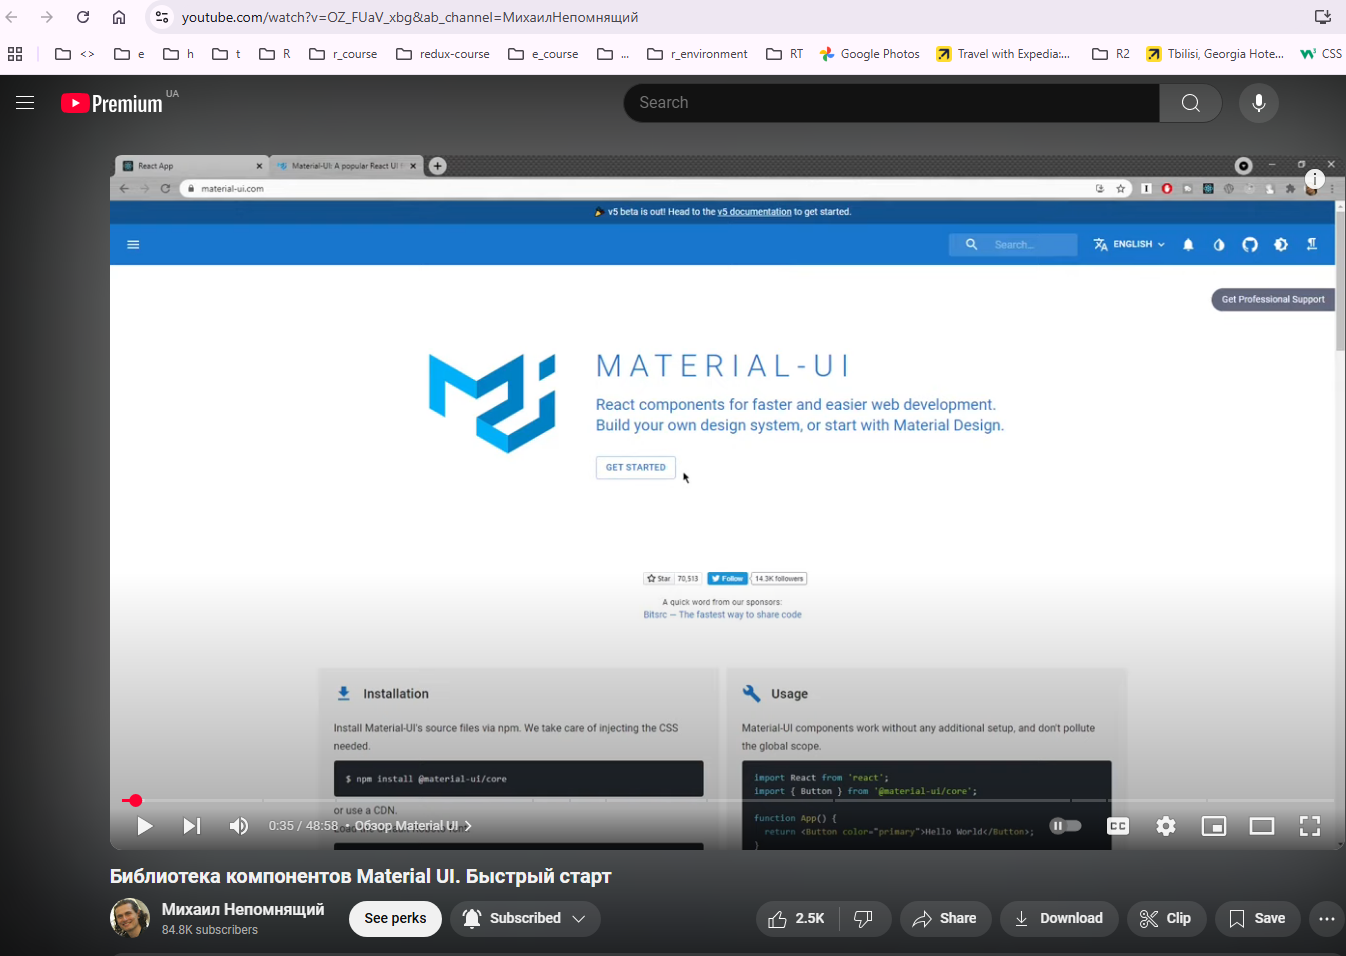 youtube.com/watch?v=OZ_FUaV_xbg&ab_channel=МихаилНепомнящий
<> e h t R r_course redux-course e_course ... r_environment RT Google Photos Travel with Expedia:... R2 Tbilisi, Georgia Hote... CSS
Premium UA
Search
React App
Material-UI: A popular React UI
material-ui.com
v5 beta is out! Head to the v5 documentation to get started.
Search…
ENGLISH
Get Professional Support
MATERIAL-UI
React components for faster and easier web development.
Build your own design system, or start with Material Design.
GET STARTED
Star 70,513 Follow 14.3K followers
A quick word from our sponsors:
Bitsrc — The fastest way to share code
Installation
Install Material-UI's source files via npm. We take care of injecting the CSS
needed.
$ npm install @material-ui/core
or use a CDN.
Usage
Material-UI components work without any additional setup, and don't pollute
the global scope.
import React from 'react';
import { Button } from '@material-ui/core';
function App() {
return <Button color="primary">Hello World</Button>;
}
0:35 / 48:58 • Обзор Material UI
CC
Библиотека компонентов Material UI. Быстрый старт
Михаил Непомнящий
84.8K subscribers
See perks
Subscribed
2.5K
Share
Download
Clip
Save